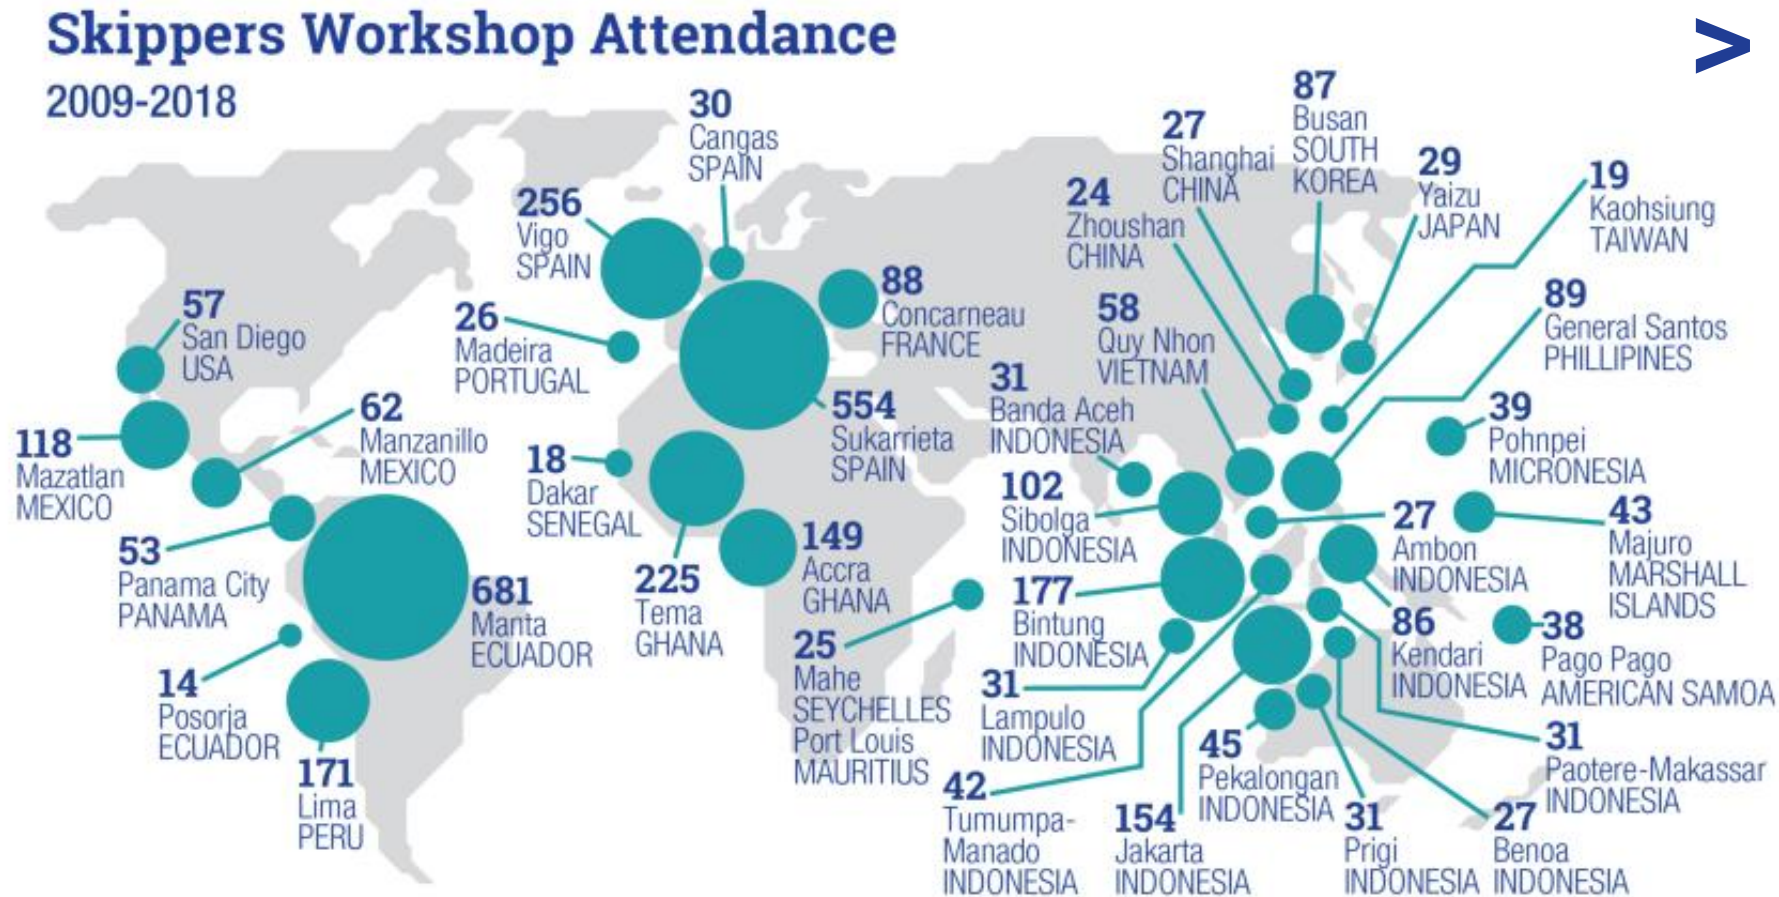 Skippers Workshop Attendance
>
2009-2018
30
Cangas
SPAIN
256
Vigo
SPAIN
88
Concarneau
FRANCE
26
Madeira
PORTUGAL
554
Sukarrieta
SPAIN
57
San Diego
USA
118
Mazatlan
MEXICO
62
Manzanillo
MEXICO
53
Panama City
PANAMA
681
Manta
ECUADOR
14
Posorja
ECUADOR
171
Lima
PERU
18
Dakar
SENEGAL
225
Tema
GHANA
149
Accra
GHANA
25
Mahe
SEYCHELLES
Port Louis
MAURITIUS
24
Zhoushan
CHINA
27
Shanghai
CHINA
87
Busan
SOUTH
KOREA
29
Yaizu
JAPAN
19
Kaohsiung
TAIWAN
58
Quy Nhon
VIETNAM
89
General Santos
PHILLIPINES
31
Banda Aceh
INDONESIA
39
Pohnpei
MICRONESIA
102
Sibolga
INDONESIA
27
Ambon
INDONESIA
43
Majuro
MARSHALL
ISLANDS
177
Bintung
INDONESIA
86
Kendari
INDONESIA
38
Pago Pago
AMERICAN SAMOA
31
Lampulo
INDONESIA
42
Tumumpa-
Manado
INDONESIA
154
Jakarta
INDONESIA
45
Pekalongan
INDONESIA
31
Prigi
INDONESIA
31
Paotere-Makassar
INDONESIA
27
Benoa
INDONESIA